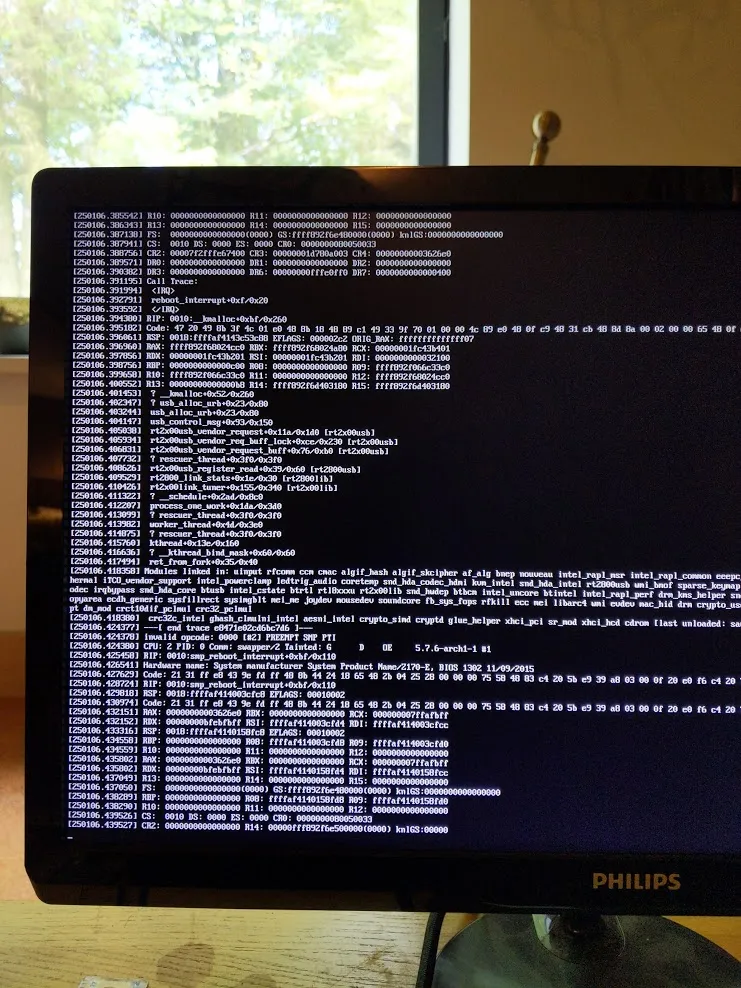 [250106.385542] R10: 0000000000000000 R11: 0000000000000000 R12: 0000000000000000
[250106.386343] R13: 0000000000000000 R14: 0000000000000000 R15: 0000000000000000
[250106.387138] FS:  0000000000000000(0000) GS:ffff892f6e480000(0000) knlGS:0000000000000000
[250106.387941] CS:  0010 DS: 0000 ES: 0000 CR0: 0000000080050033
[250106.388756] CR2: 00007f2fffe67400 CR3: 00000001d780a003 CR4: 00000000003626e0
[250106.389571] DR0: 0000000000000000 DR1: 0000000000000000 DR2: 0000000000000000
[250106.390382] DR3: 0000000000000000 DR6: 00000000fffe0ff0 DR7: 0000000000000400
[250106.391195] Call Trace:
[250106.391994]  <IRQ>
[250106.392791]  reboot_interrupt+0xf/0x20
[250106.393592]  </IRQ>
[250106.394380] RIP: 0010:__kmalloc+0xbf/0x260
[250106.395182] Code: 47 20 49 8b 3f 4c 01 e0 48 8b 18 48 89 c1 49 33 9f 70 01 00 00 4c 89 e0 48 0f c9 48 31 cb 48 8d 8a 00 02 00 00 65 48 0f
[250106.396061] RSP: 0018:ffffaf4143c53c88 EFLAGS: 000002c2 ORIG_RAX: ffffffffffffff07
[250106.396960] RAX: ffff892f68024cc0 RBX: ffff892f68024a80 RCX: 00000001fc43b401
[250106.397856] RDX: 00000001fc43b201 RSI: 00000001fc43b201 RDI: 0000000000032100
[250106.398756] RBP: 0000000000000c00 R08: 0000000000000000 R09: ffff892f066c33c0
[250106.399650] R10: ffff892f066c33c0 R11: 0000000000000000 R12: ffff892f68024cc0
[250106.400552] R13: 000000000000000b R14: ffff892f6d403180 R15: ffff892f6d403180
[250106.401453]  ? __kmalloc+0x52/0x260
[250106.402347]  ? usb_alloc_urb+0x23/0x80
[250106.403244]  usb_alloc_urb+0x23/0x80
[250106.404147]  usb_control_msg+0x93/0x150
[250106.405038]  rt2x00usb_vendor_request+0x11a/0x1d0 [rt2x00usb]
[250106.405934]  rt2x00usb_vendor_req_buff_lock+0xce/0x230 [rt2x00usb]
[250106.406831]  rt2x00usb_vendor_request_buff+0x76/0xb0 [rt2x00usb]
[250106.407732]  ? rescuer_thread+0x3f0/0x3f0
[250106.408626]  rt2x00usb_register_read+0x39/0x60 [rt2800usb]
[250106.409529]  rt2800_link_stats+0x1e/0x30 [rt2800lib]
[250106.410426]  rt2x00link_tuner+0x155/0x340 [rt2x00lib]
[250106.411322]  ? __schedule+0x2ad/0x8c0
[250106.412207]  process_one_work+0x1da/0x3d0
[250106.413099]  ? rescuer_thread+0x3f0/0x3f0
[250106.413982]  worker_thread+0x4d/0x3e0
[250106.414875]  ? rescuer_thread+0x3f0/0x3f0
[250106.415760]  kthread+0x13e/0x160
[250106.416636]  ? __kthread_bind_mask+0x60/0x60
[250106.417494]  ret_from_fork+0x35/0x40
[250106.418358] Modules linked in: uinput rfcomm ccm cmac algif_hash algif_skcipher af_alg bnep nouveau intel_rapl_msr intel_rapl_common eeepc_
hermal iTCO_vendor_support intel_powerclamp ledtrig_audio coretemp snd_hda_codec_hdmi kvm_intel snd_hda_intel rt2800usb wmi_bmof sparse_keymap
odec irqbypass snd_hda_core btusb intel_cstate btrtl rtl8xxxu rt2x00lib snd_hwdep btbcm intel_uncore btintel intel_rapl_perf drm_kms_helper sn
opyarea ecdh_generic sysfillrect sysimgblt mei_me joydev mousedev soundcore fb_sys_fops rfkill ecc mei libarc4 wmi evdev mac_hid drm crypto_us
pt dm_mod crct10dif_pclmul crc32_pclmul
[250106.418380]  crc32c_intel ghash_clmulni_intel aesni_intel crypto_simd cryptd glue_helper xhci_pci sr_mod xhci_hcd cdrom [last unloaded:
[250106.424377] ---[ end trace e0471e02cd6bc7d6 ]---
[250106.424378] invalid opcode: 0000 [#2] PREEMPT SMP PTI
[250106.424380] CPU: 2 PID: 0 Comm: swapper/2 Tainted: G      D    OE     5.7.6-arch1-1 #1
[250106.425458] RIP: 0010:smp_reboot_interrupt+0xbf/0x110
[250106.426541] Hardware name: System manufacturer System Product Name/Z170-E, BIOS 1302 11/09/2015
[250106.427629] Code: 21 31 ff e8 43 9e fd ff 48 8b 44 24 18 65 48 2b 04 25 28 00 00 00 75 58 48 83 c4 20 5b e9 39 a8 03 00 0f 20 e0 f6 c4 20
[250106.428724] RIP: 0010:smp_reboot_interrupt+0xbf/0x110
[250106.429818] RSP: 0018:ffffaf414003cfc8 EFLAGS: 00010002
[250106.430974] Code: 21 31 ff e8 43 9e fd ff 48 8b 44 24 18 65 48 2b 04 25 28 00 00 00 75 58 48 83 c4 20 5b e9 39 a8 03 00 0f 20 e0 f6 c4 20
[250106.432151] RAX: 00000000003626e0 RBX: 0000000000000000 RCX: 000000007ffafbff
[250106.432152] RDX: 00000000bfebfbff RSI: ffffaf414003cfd4 RDI: ffffaf414003cfcc
[250106.433316] RSP: 0018:ffffaf4140158fc8 EFLAGS: 00010002
[250106.434558] RBP: 0000000000000000 R08: ffffaf414003cfd8 R09: ffffaf414003cfd0
[250106.434559] R10: 0000000000000000 R11: 0000000000000000 R12: 0000000000000000
[250106.435802] RAX: 00000000003626e0 RBX: 0000000000000000 RCX: 000000007ffafbff
[250106.435802] RDX: 00000000bfebfbff RSI: ffffaf4140158fd4 RDI: ffffaf4140158fcc
[250106.437049] R13: 0000000000000000 R14: 0000000000000000 R15: 0000000000000000
[250106.437050] FS:  0000000000000000(0000) GS:ffff892f6e480000(0000) knlGS:0000000000000000
[250106.438289] RBP: 0000000000000000 R08: ffffaf4140158fd8 R09: ffffaf4140158fd0
[250106.438290] R10: 0000000000000000 R11: 0000000000000000 R12: 0000000000000000
[250106.439526] CS:  0010 DS: 0000 ES: 0000 CR0: 0000000080050033
[250106.439527] CR2: 0000000000000000 R14: 00000fff892f6e500000(0000) knlGS:00000
PHILIPS